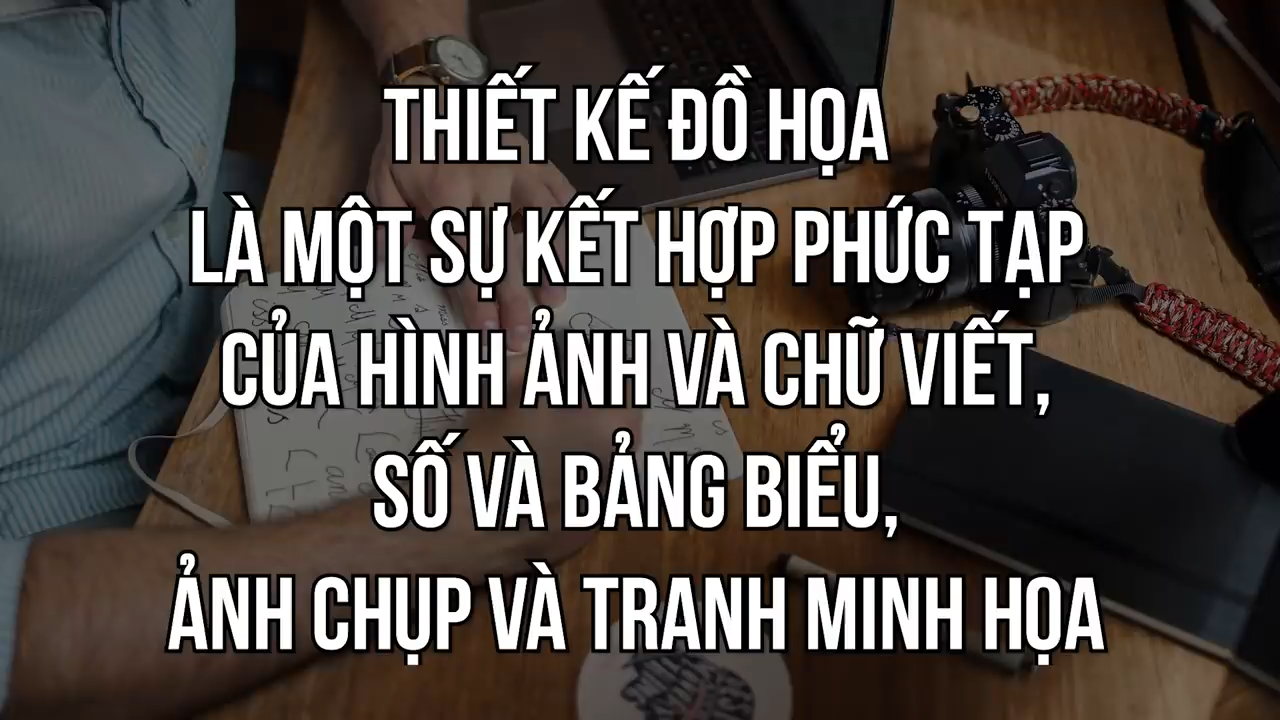 THIẾT KẾ ĐỒ HỌA
LÀ MỘT SỰ KẾT HỢP PHỨC TẠP
CỦA HÌNH ẢNH VÀ CHỮ VIẾT,
SỐ VÀ BẢNG BIỂU,
ẢNH CHỤP VÀ TRANH MINH HỌA